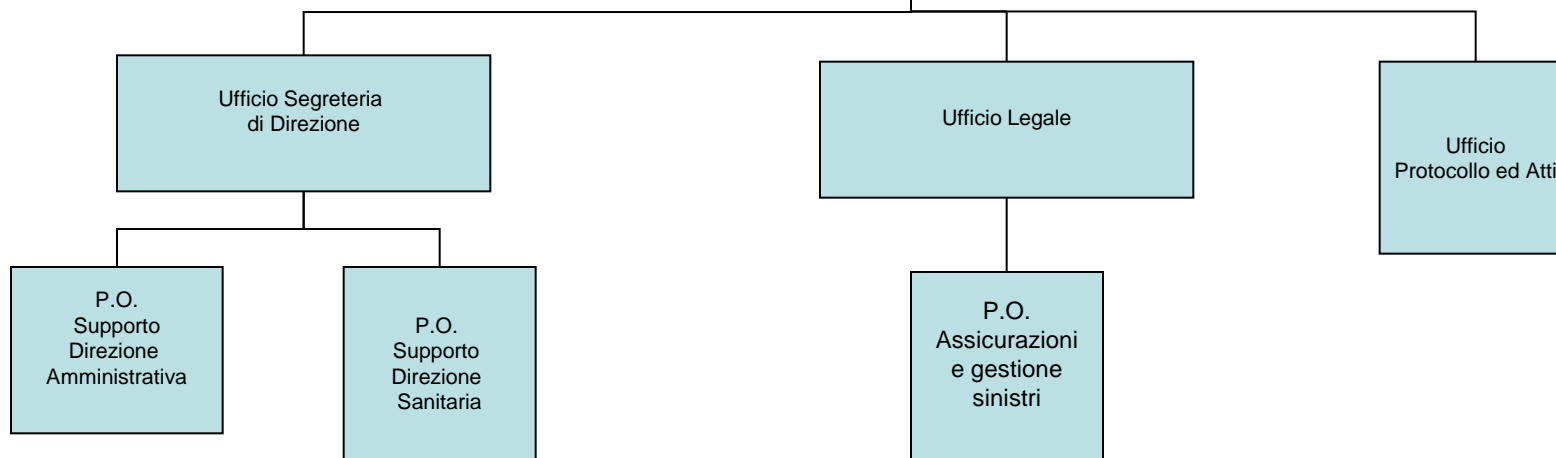 Ufficio Segreteria
di Direzione
Ufficio Legale
Ufficio
Protocollo ed Atti
P.O.
Supporto
Direzione
Amministrativa
P.O.
Supporto
Direzione
Sanitaria
P.O.
Assicurazioni
e gestione
sinistri